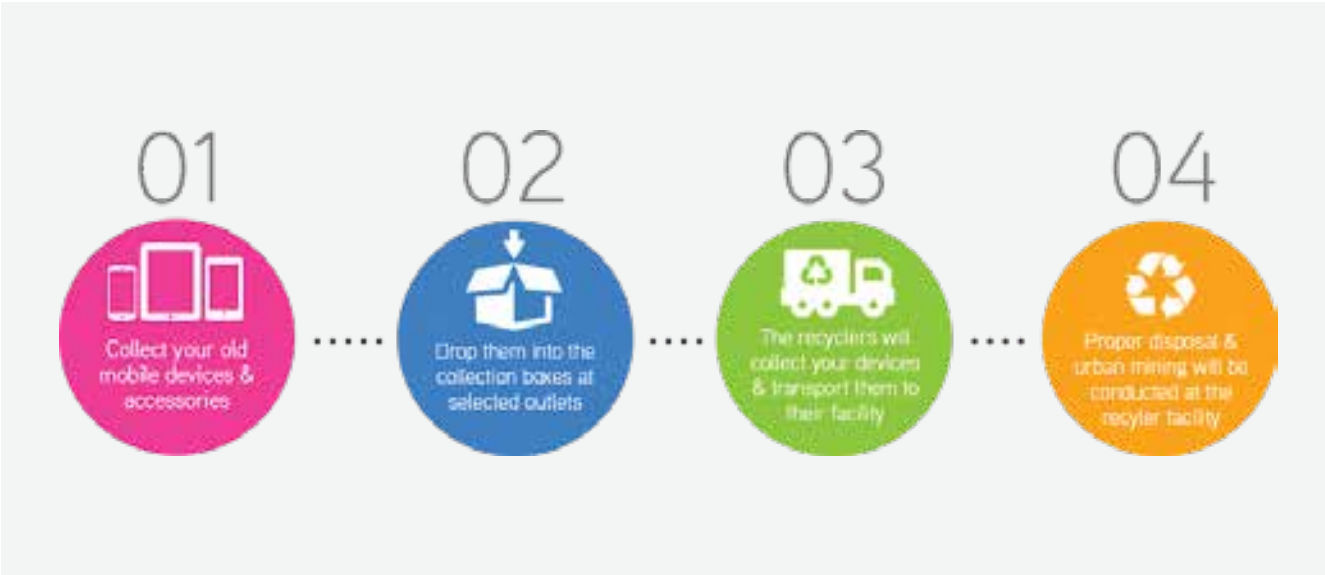 01
Collect your old
mobile devices &
accessories
02
Drop them into the
collection boxes at
selected outlets
03
The recyclers will
collect your devices
& transport them to
their facility
04
Proper disposal &
urban mining will be
conducted at the
recyler facility